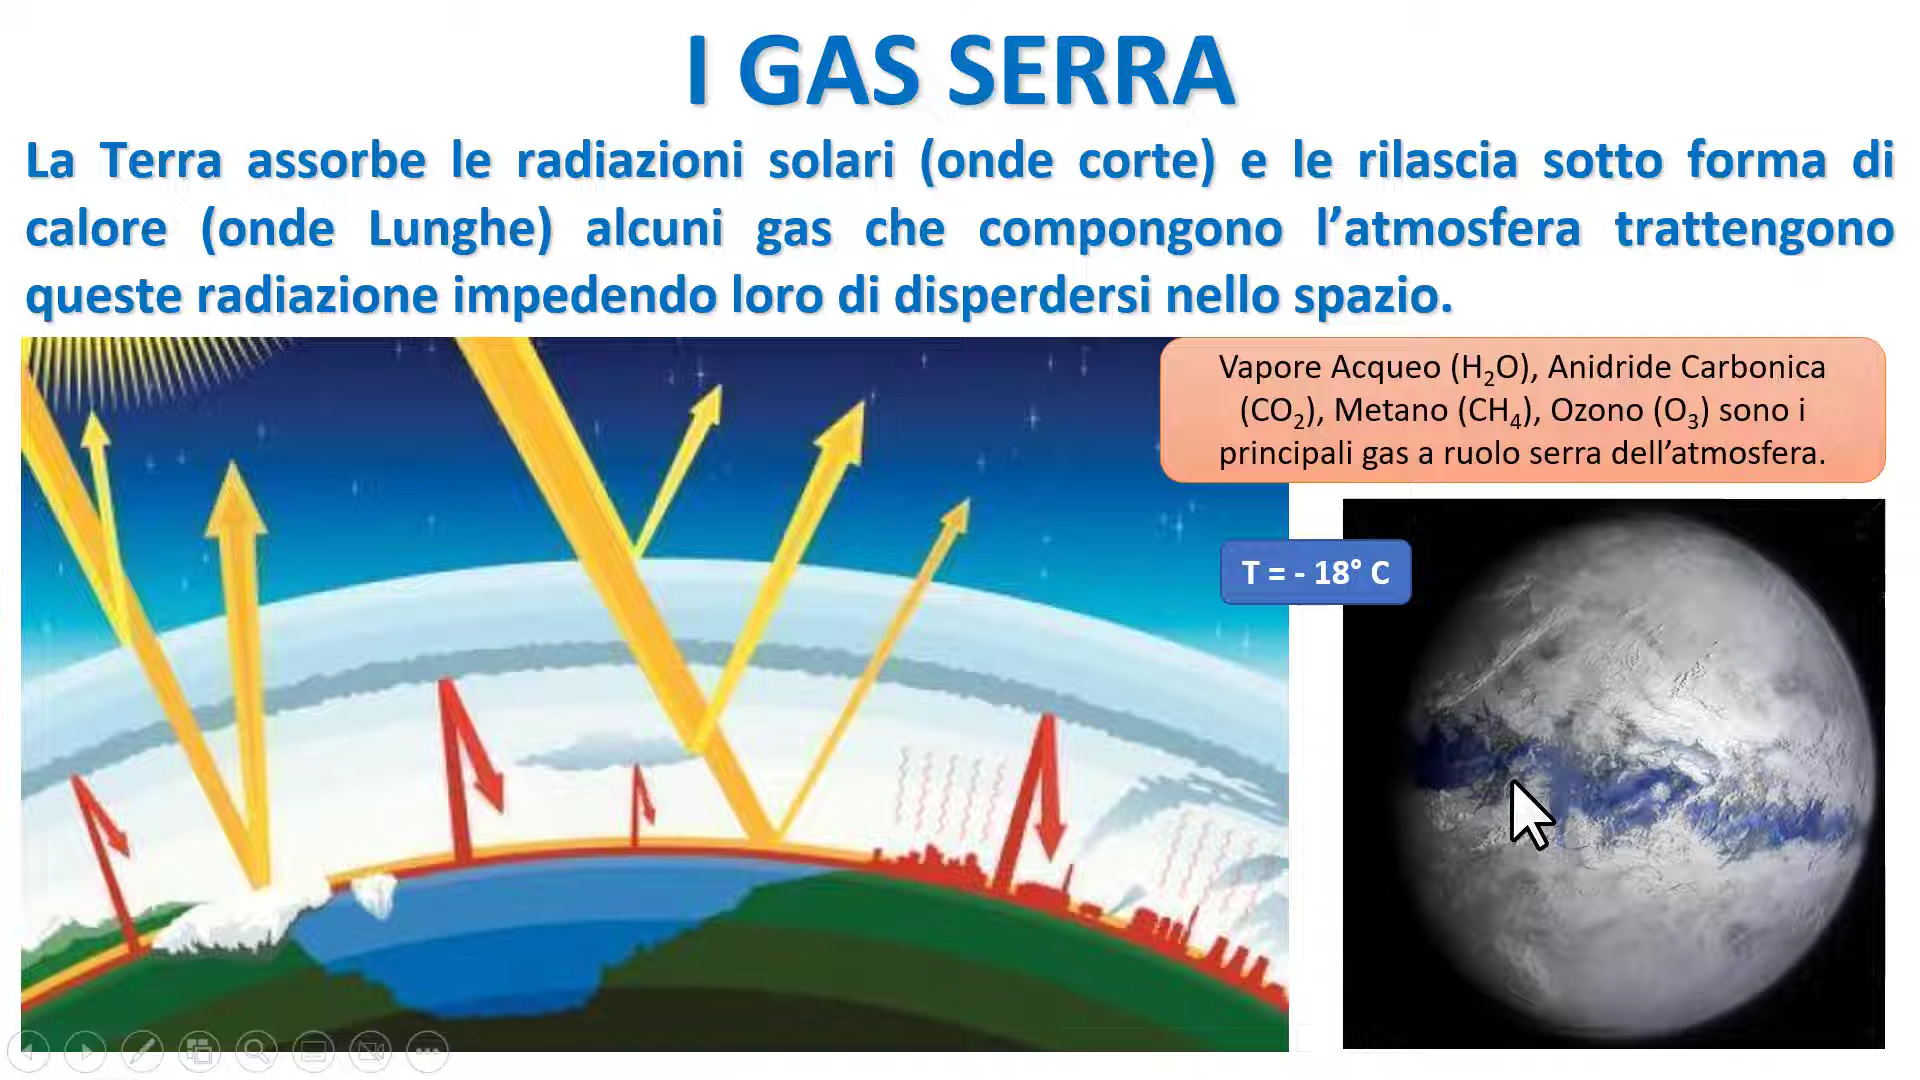 I GAS SERRA
La Terra assorbe le radiazioni solari (onde corte) e le rilascia sotto forma di
calore (onde Lunghe) alcuni gas che compongono l’atmosfera trattengono
queste radiazione impedendo loro di disperdersi nello spazio.
Vapore Acqueo (H₂O), Anidride Carbonica
(CO₂), Metano (CH₄), Ozono (O₃) sono i
principali gas a ruolo serra dell’atmosfera.
T = - 18° C